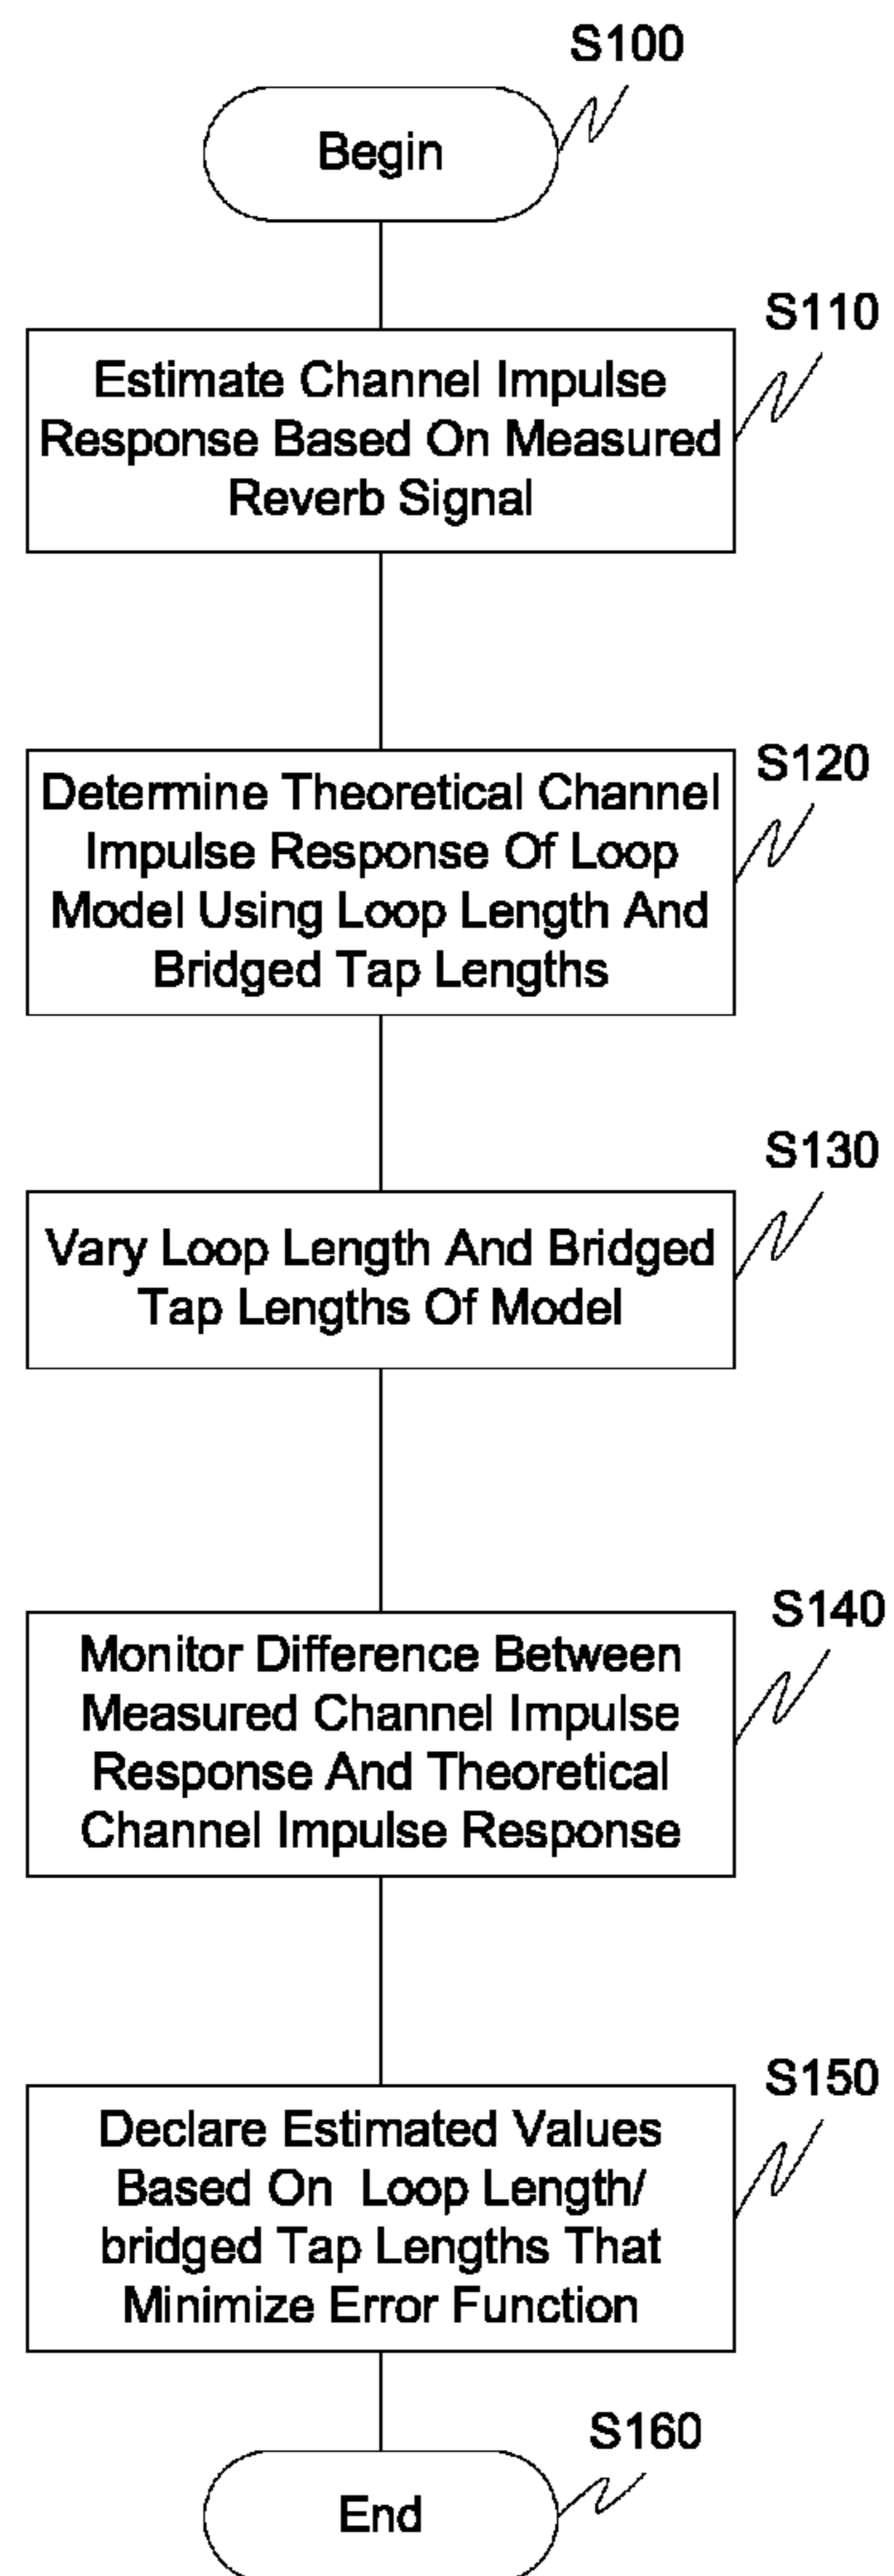 S100
Begin
S110
Estimate Channel Impulse
Response Based On Measured
Reverb Signal
S120
Determine Theoretical Channel
Impulse Response Of Loop
Model Using Loop Length And
Bridged Tap Lengths
S130
Vary Loop Length And Bridged
Tap Lengths Of Model
S140
Monitor Difference Between
Measured Channel Impulse
Response And Theoretical
Channel Impulse Response
S150
Declare Estimated Values
Based On Loop Length/
bridged Tap Lengths That
Minimize Error Function
S160
End